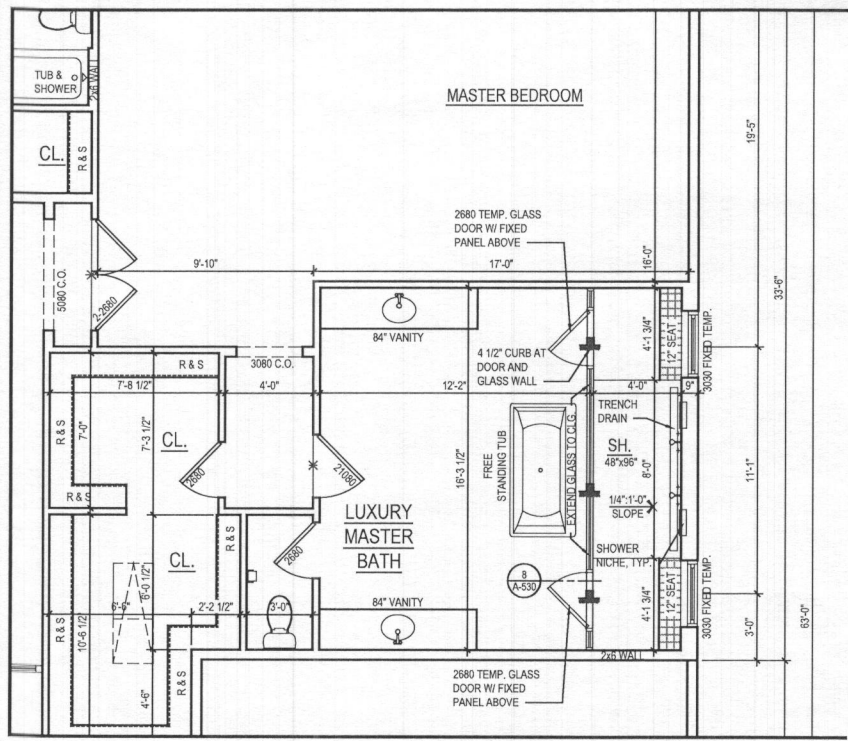 TUB &
SHOWER
2x6 WALL
CL.
R & S
MASTER BEDROOM
19'-5"
2680 TEMP. GLASS
DOOR W/ FIXED
PANEL ABOVE
9'-10"
17'-0"
16'-0"
33'-6"
5080 C.O.
2-2680
84" VANITY
4 1/2" CURB AT
DOOR AND
GLASS WALL
4'-1 3/4"
12" SEAT
3030 FIXED TEMP.
R & S
3080 C.O.
7'-8 1/2"
4'-0"
12'-2"
4'-0"
9"
TRENCH
DRAIN
R & S
7'-0"
7'-3 1/2"
CL.
2680
21080
16'-3 1/2"
FREE
STANDING TUB
EXTEND GLASS TO CLG.
SH.
48"x96"
8'-0"
11'-1"
R & S
1/4":1'-0"
SLOPE
LUXURY
MASTER
BATH
R & S
CL.
2680
SHOWER
NICHE, TYP.
8
A-530
6'-0 1/2"
2'-2 1/2"
3'-0"
84" VANITY
4'-1 3/4"
12" SEAT
3030 FIXED TEMP.
3'-0"
63'-0"
R & S
10'-6 1/2"
2x6 WALL
4'-6"
R & S
2680 TEMP. GLASS
DOOR W/ FIXED
PANEL ABOVE